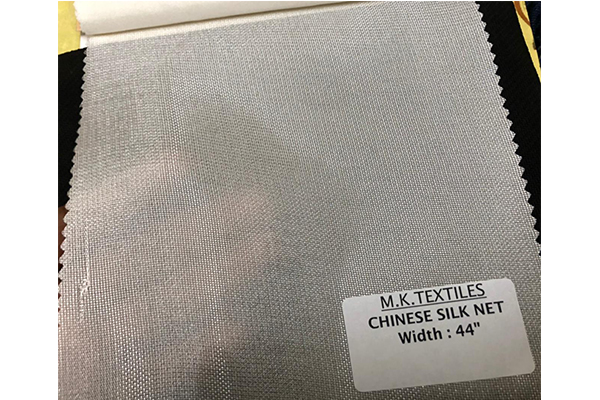 M.K.TEXTILES
CHINESE SILK NET
Width : 44"